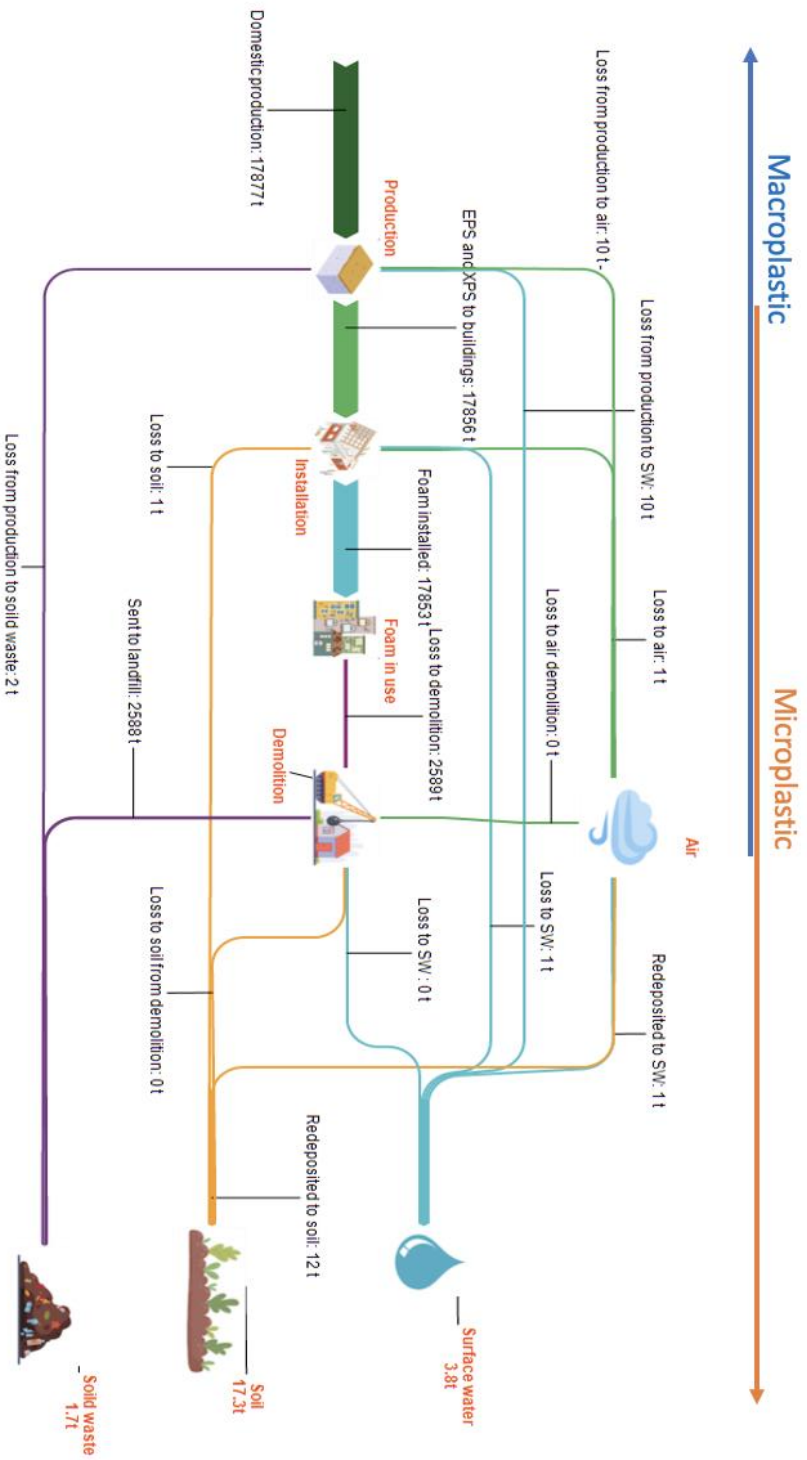 Macroplastic
Microplastic
Loss from production to air: 10 t
Loss from production to SW: 10 t
Loss to air: 1 t
Air
Redeposited to SW: 1 t
EPS and XPS to buildings: 17856 t
Loss to air demolition: 0 t
Loss to SW: 1 t
Domestic production: 17877 t
Production
Foam installed: 17853 t
Foam in use
Loss to demolition: 2589 t
Loss to SW : 0 t
Surface water
3.8t
Installation
Demolition
Redeposited to soil: 12 t
Loss to soil: 1 t
Sent to landfill: 2588 t
Loss to soil from demolition: 0 t
Soil
17.3t
Loss from production to soild waste: 2 t
Soild waste
1.7t